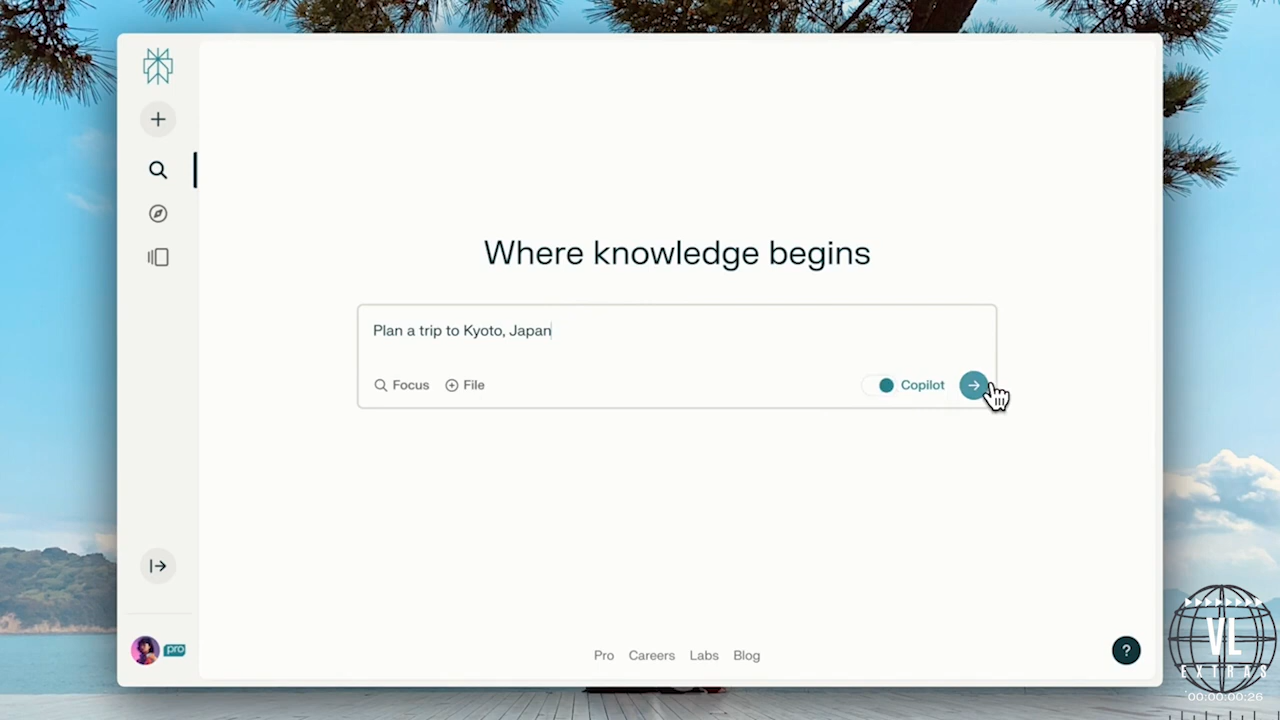 Where knowledge begins
Plan a trip to Kyoto, Japan
Focus File Copilot
pro
Pro Careers Labs Blog
?
VL
EXTRAS
00:00:00:26